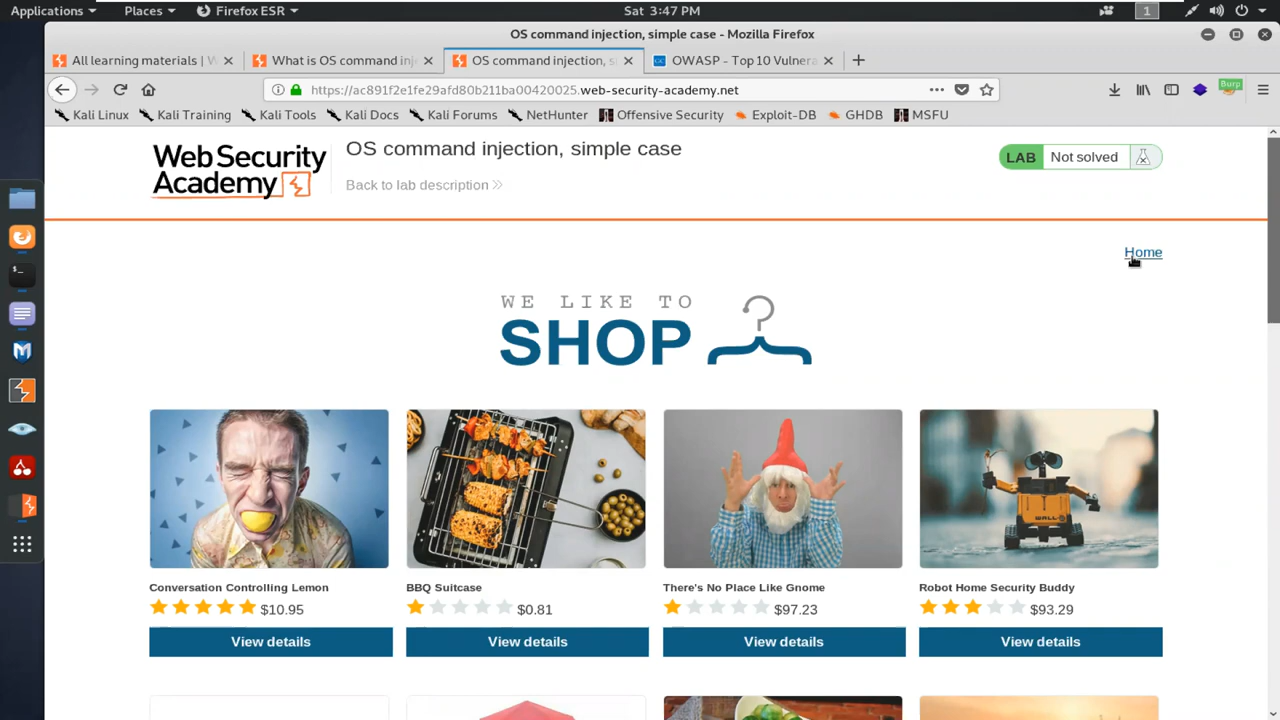 Applications Places Firefox ESR Sat 3:47 PM 1
OS command injection, simple case - Mozilla Firefox
All learning materials | W What is OS command inj OS command injection, s OWASP - Top 10 Vulnera
https://ac891f2e1fe29afd80b211ba00420025.web-security-academy.net Burp
Kali Linux Kali Training Kali Tools Kali Docs Kali Forums NetHunter Offensive Security Exploit-DB GHDB MSFU
Web Security
Academy
OS command injection, simple case
Back to lab description
LAB Not solved
Home
WE LIKE TO
SHOP
Conversation Controlling Lemon BBQ Suitcase There's No Place Like Gnome Robot Home Security Buddy
$10.95 $0.81 $97.23 $93.29
View details View details View details View details